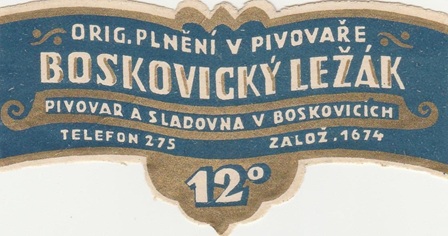 ORIG. PLNĚNÍ V PIVOVAŘE
BOSKOVICKÝ LEŽÁK
PIVOVAR A SLADOVNA V BOSKOVICÍCH
TELEFON 275 ZALOŽ. 1674
12°